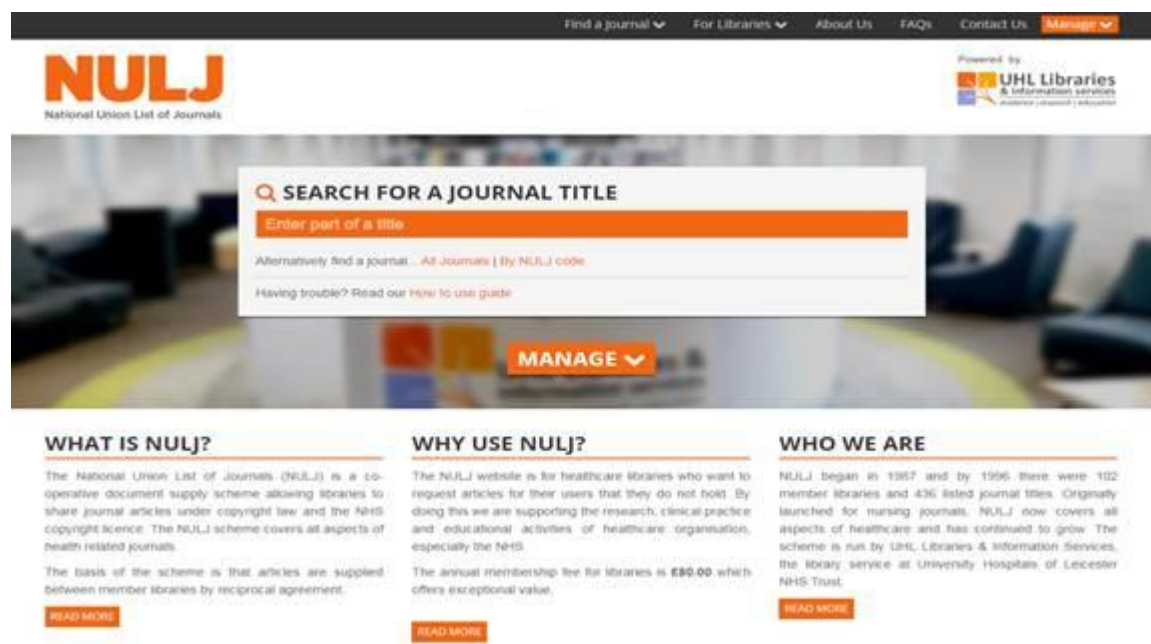 Find a Journal For Libraries About Us FAQs Contact Us Manage
NULJ
National Union List of Journals
Powered by
UHL Libraries
& information services
SEARCH FOR A JOURNAL TITLE
Enter part of a title
Alternatively find a journal... All Journals | By NULJ code
Having trouble? Read our How to use guide
MANAGE
&
information services
WHAT IS NULJ?
The National Union List of Journals (NULJ) is a co-
operative document supply scheme allowing libraries to
share journal articles under copyright law and the NHS
copyright licence. The NULJ scheme covers all aspects of
health related journals.
The basis of the scheme is that articles are supplied
between member libraries by reciprocal agreement.
READ MORE
WHY USE NULJ?
The NULJ website is for healthcare libraries who want to
request articles for their users that they do not hold. By
doing this we are supporting the research, clinical practice
and educational activities of healthcare organisation,
especially the NHS.
The annual membership fee for libraries is £80.00 which
offers exceptional value.
READ MORE
WHO WE ARE
NULJ began in 1987 and by 1996 there were 102
member libraries and 436 listed journal titles. Originally
launched for nursing journals, NULJ now covers all
aspects of healthcare and has continued to grow. The
scheme is run by UHL Libraries & Information Services,
the library service at University Hospitals of Leicester
NHS Trust.
READ MORE